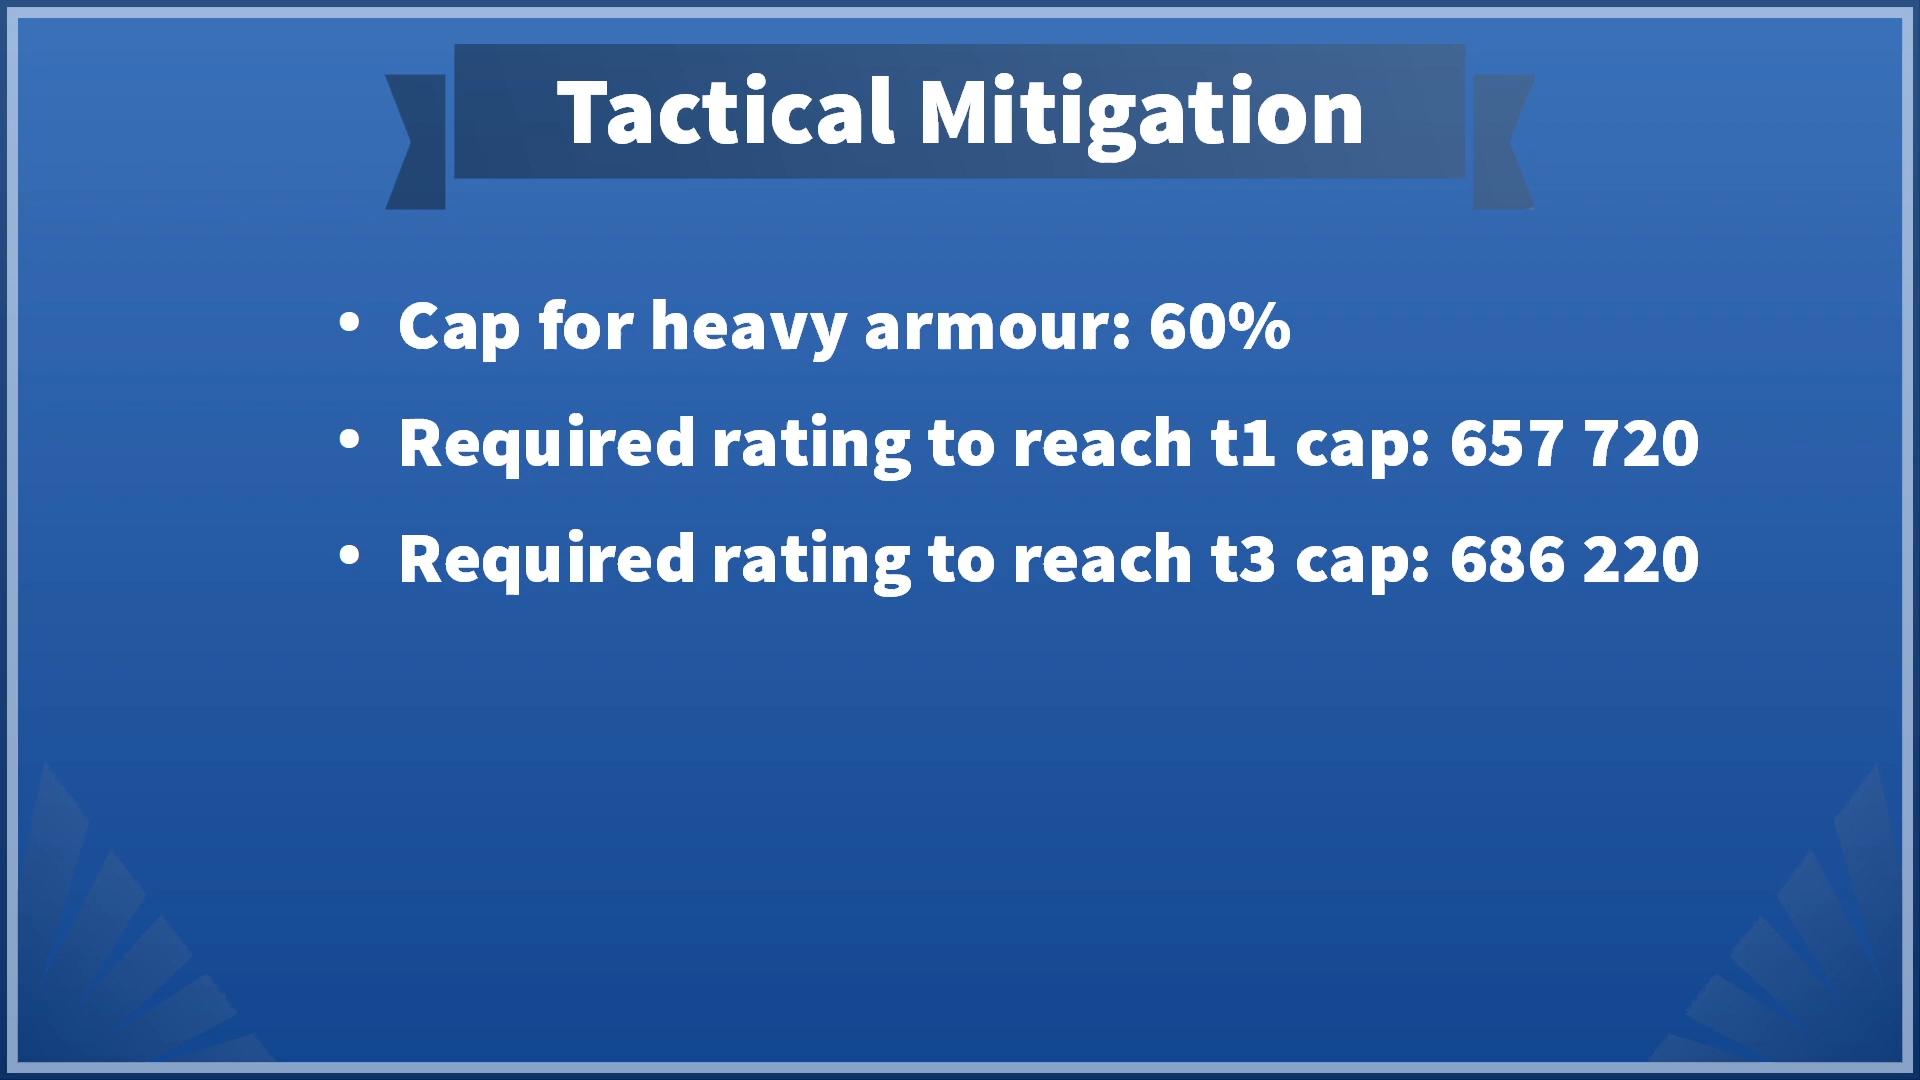 Tactical Mitigation
• Cap for heavy armour: 60%
• Required rating to reach t1 cap: 657 720
• Required rating to reach t3 cap: 686 220